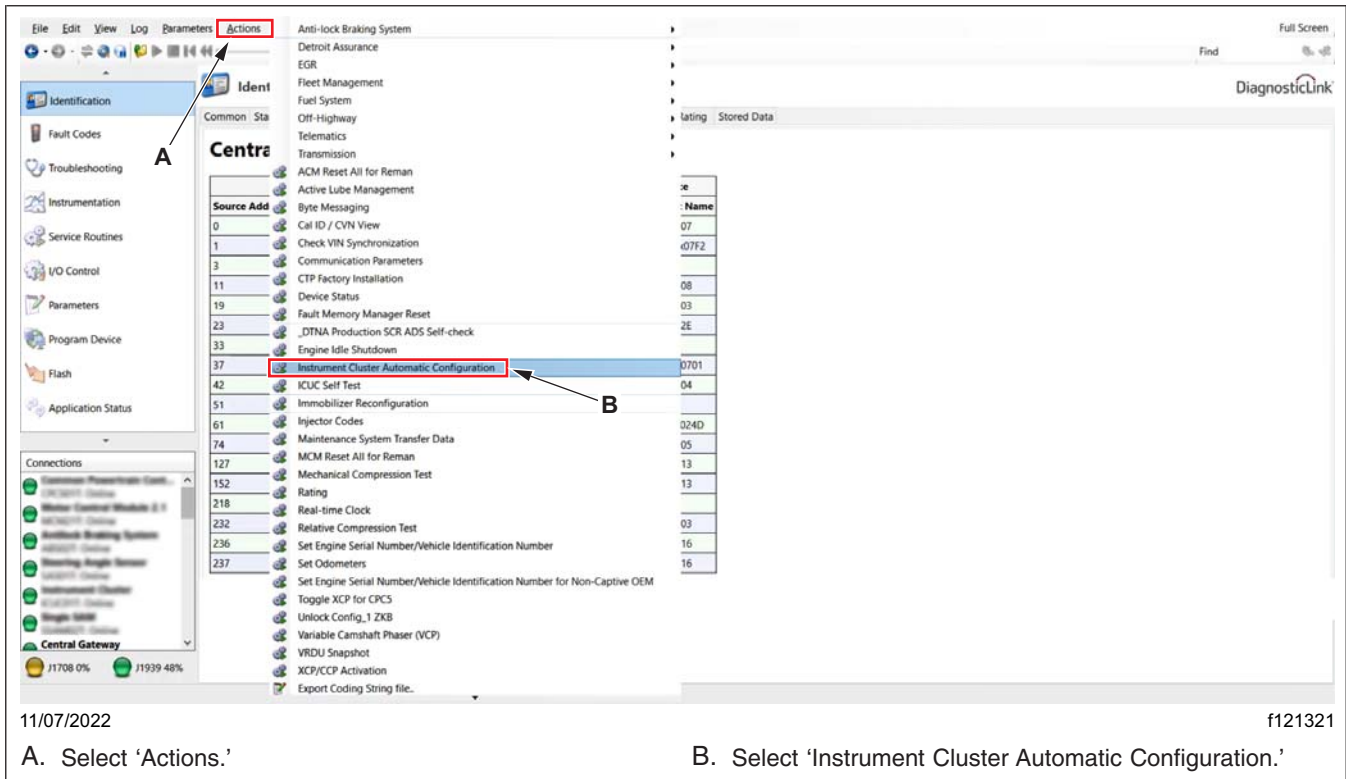 File Edit View Log Parameters Actions
Full Screen
Find
DiagnosticLink
Identification
Fault Codes
Troubleshooting
Instrumentation
Service Routines
I/O Control
Parameters
Program Device
Flash
Application Status
Connections
Central Gateway
J1708 0% J1939 48%
Ident
Common Sta
Rating Stored Data
Centra
Source Add
Name
0 07
1 07F2
3
11 08
19 03
23 2E
33
37 0701
42 04
51
61 024D
74 05
127 13
152 13
218
232 03
236 16
237 16
A
Anti-lock Braking System
Detroit Assurance
EGR
Fleet Management
Fuel System
Off-Highway
Telematics
Transmission
ACM Reset All for Reman
Active Lube Management
Byte Messaging
Cal ID / CVN View
Check VIN Synchronization
Communication Parameters
CTP Factory Installation
Device Status
Fault Memory Manager Reset
_DTNA Production SCR ADS Self-check
Engine Idle Shutdown
Instrument Cluster Automatic Configuration
ICUC Self Test
Immobilizer Reconfiguration
Injector Codes
Maintenance System Transfer Data
MCM Reset All for Reman
Mechanical Compression Test
Rating
Real-time Clock
Relative Compression Test
Set Engine Serial Number/Vehicle Identification Number
Set Odometers
Set Engine Serial Number/Vehicle Identification Number for Non-Captive OEM
Toggle XCP for CPC5
Unlock Config_1 ZKB
Variable Camshaft Phaser (VCP)
VRDU Snapshot
XCP/CCP Activation
Export Coding String file..
B
11/07/2022
f121321
A. Select 'Actions.'
B. Select 'Instrument Cluster Automatic Configuration.'